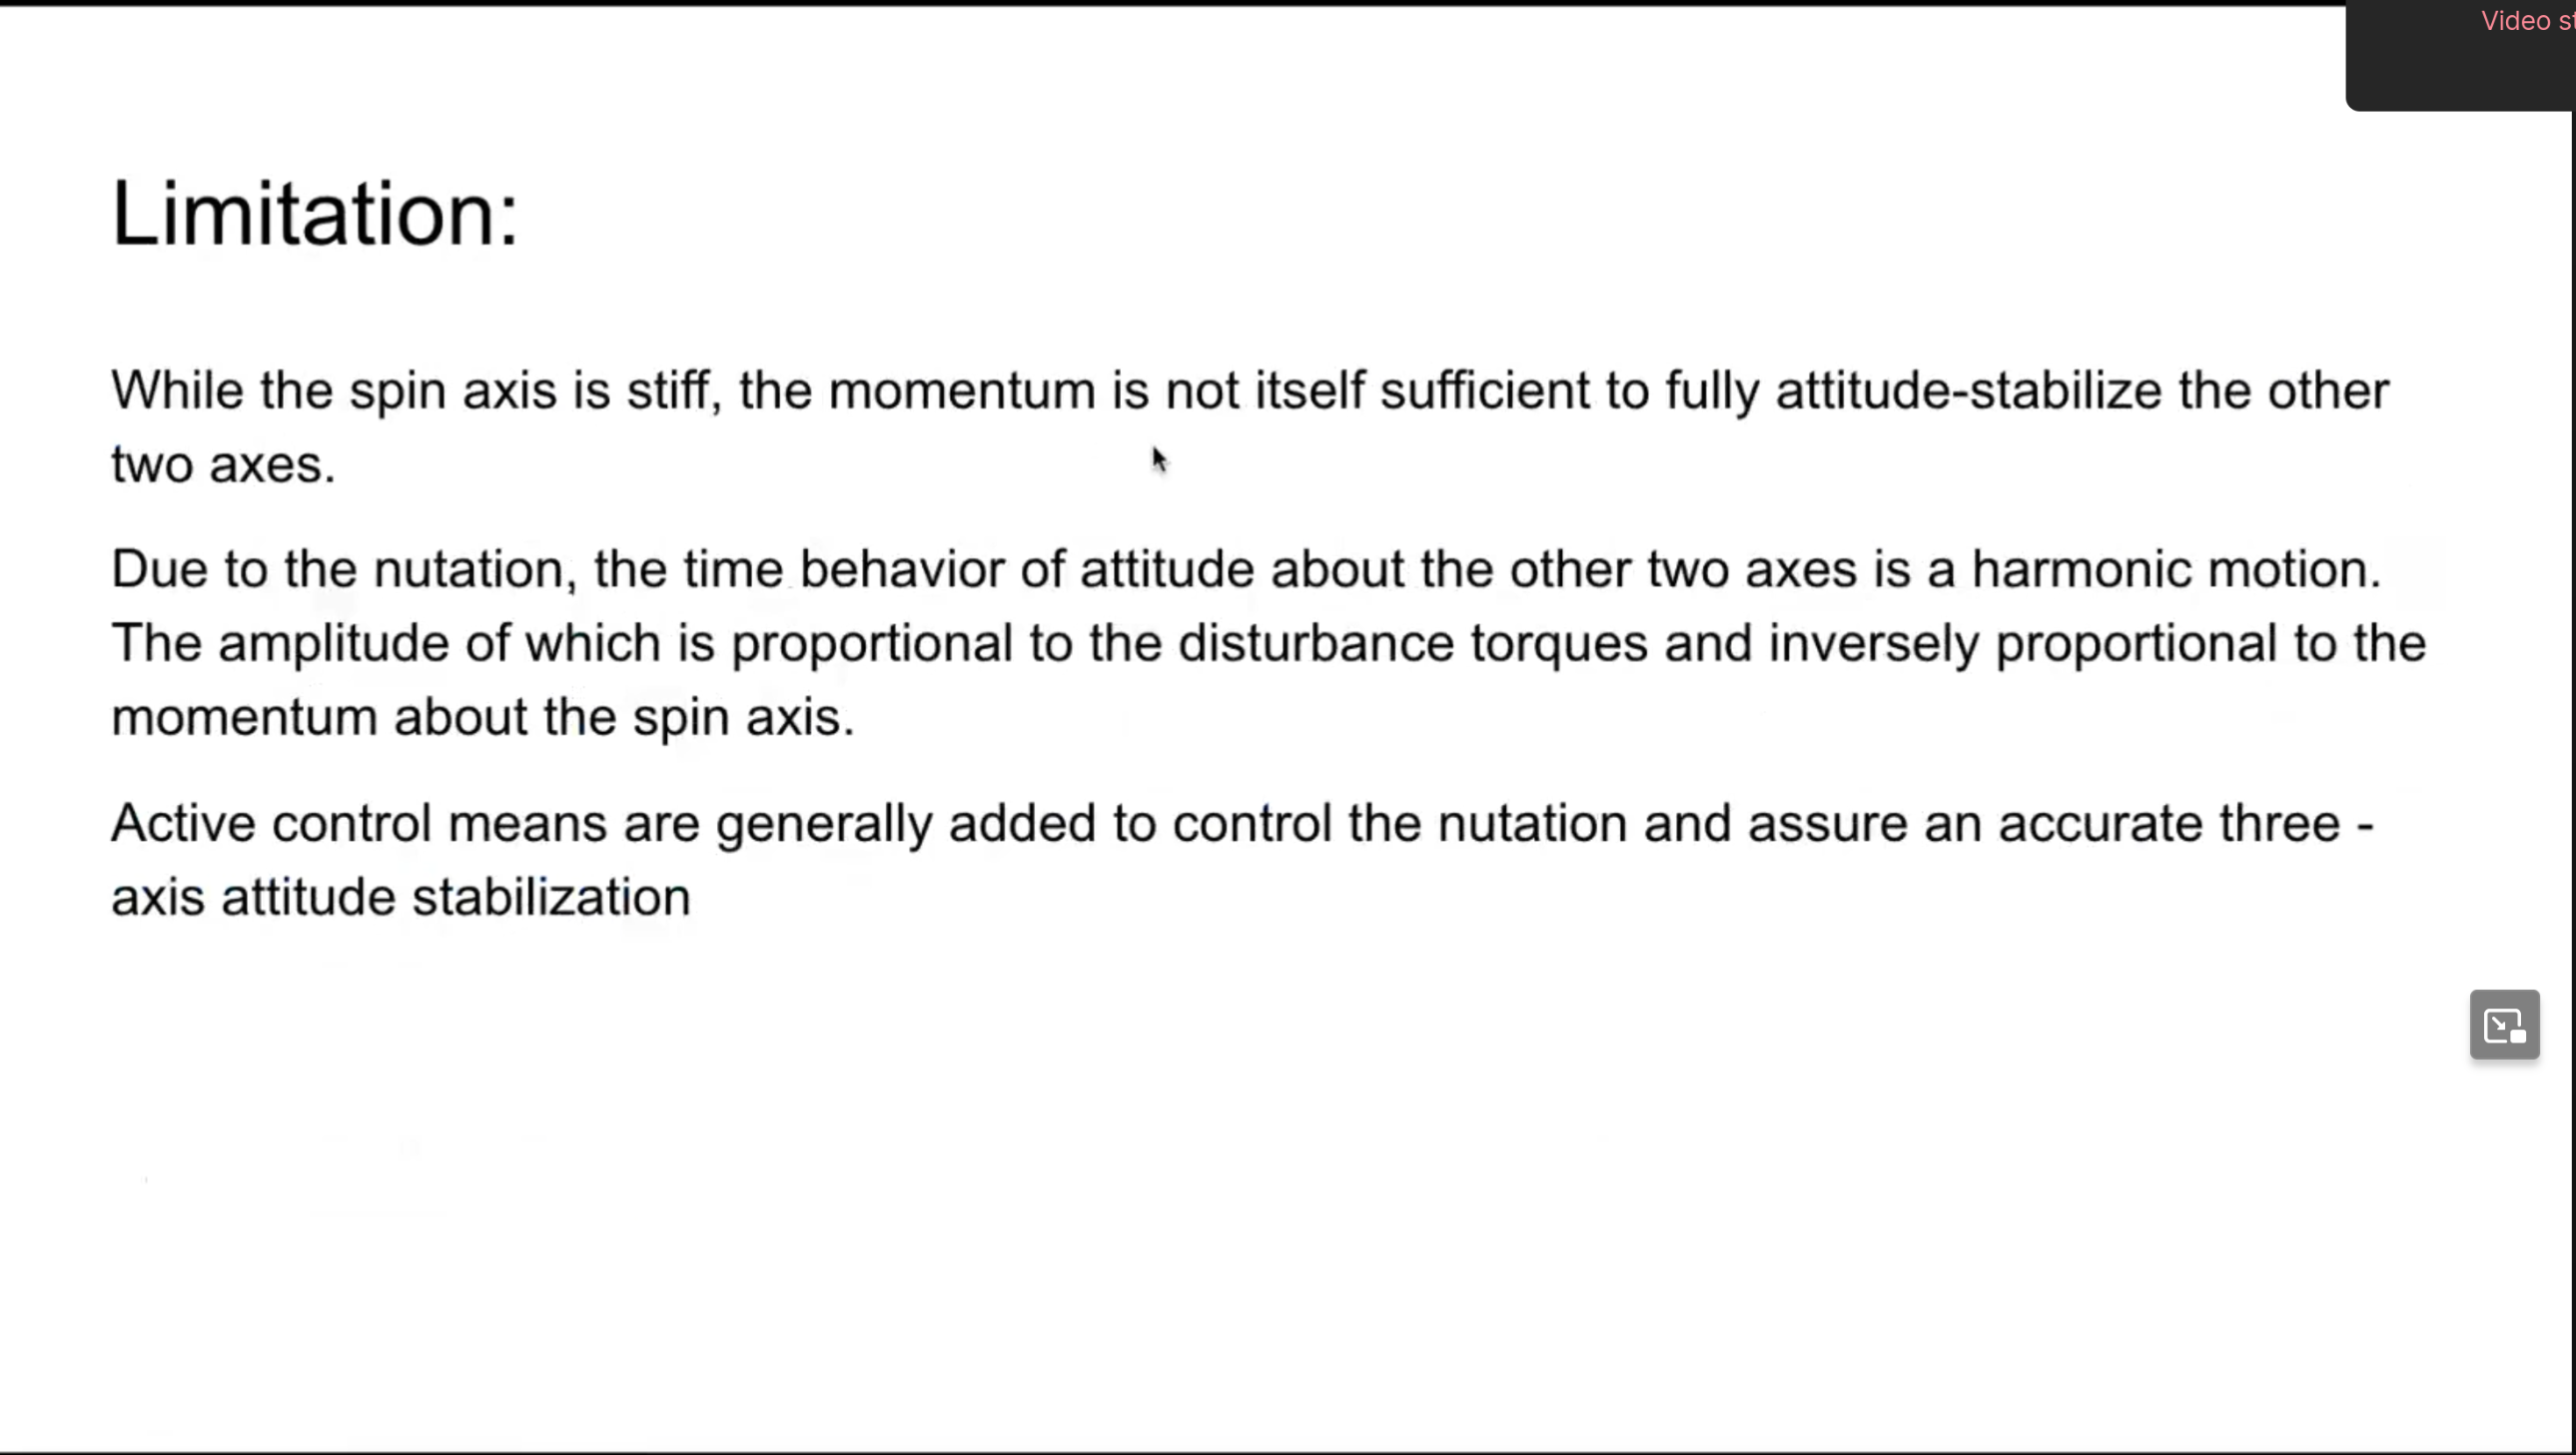 Video
Limitation:
While the spin axis is stiff, the momentum is not itself sufficient to fully attitude-stabilize the other
two axes.
Due to the nutation, the time behavior of attitude about the other two axes is a harmonic motion.
The amplitude of which is proportional to the disturbance torques and inversely proportional to the
momentum about the spin axis.
Active control means are generally added to control the nutation and assure an accurate three -
axis attitude stabilization